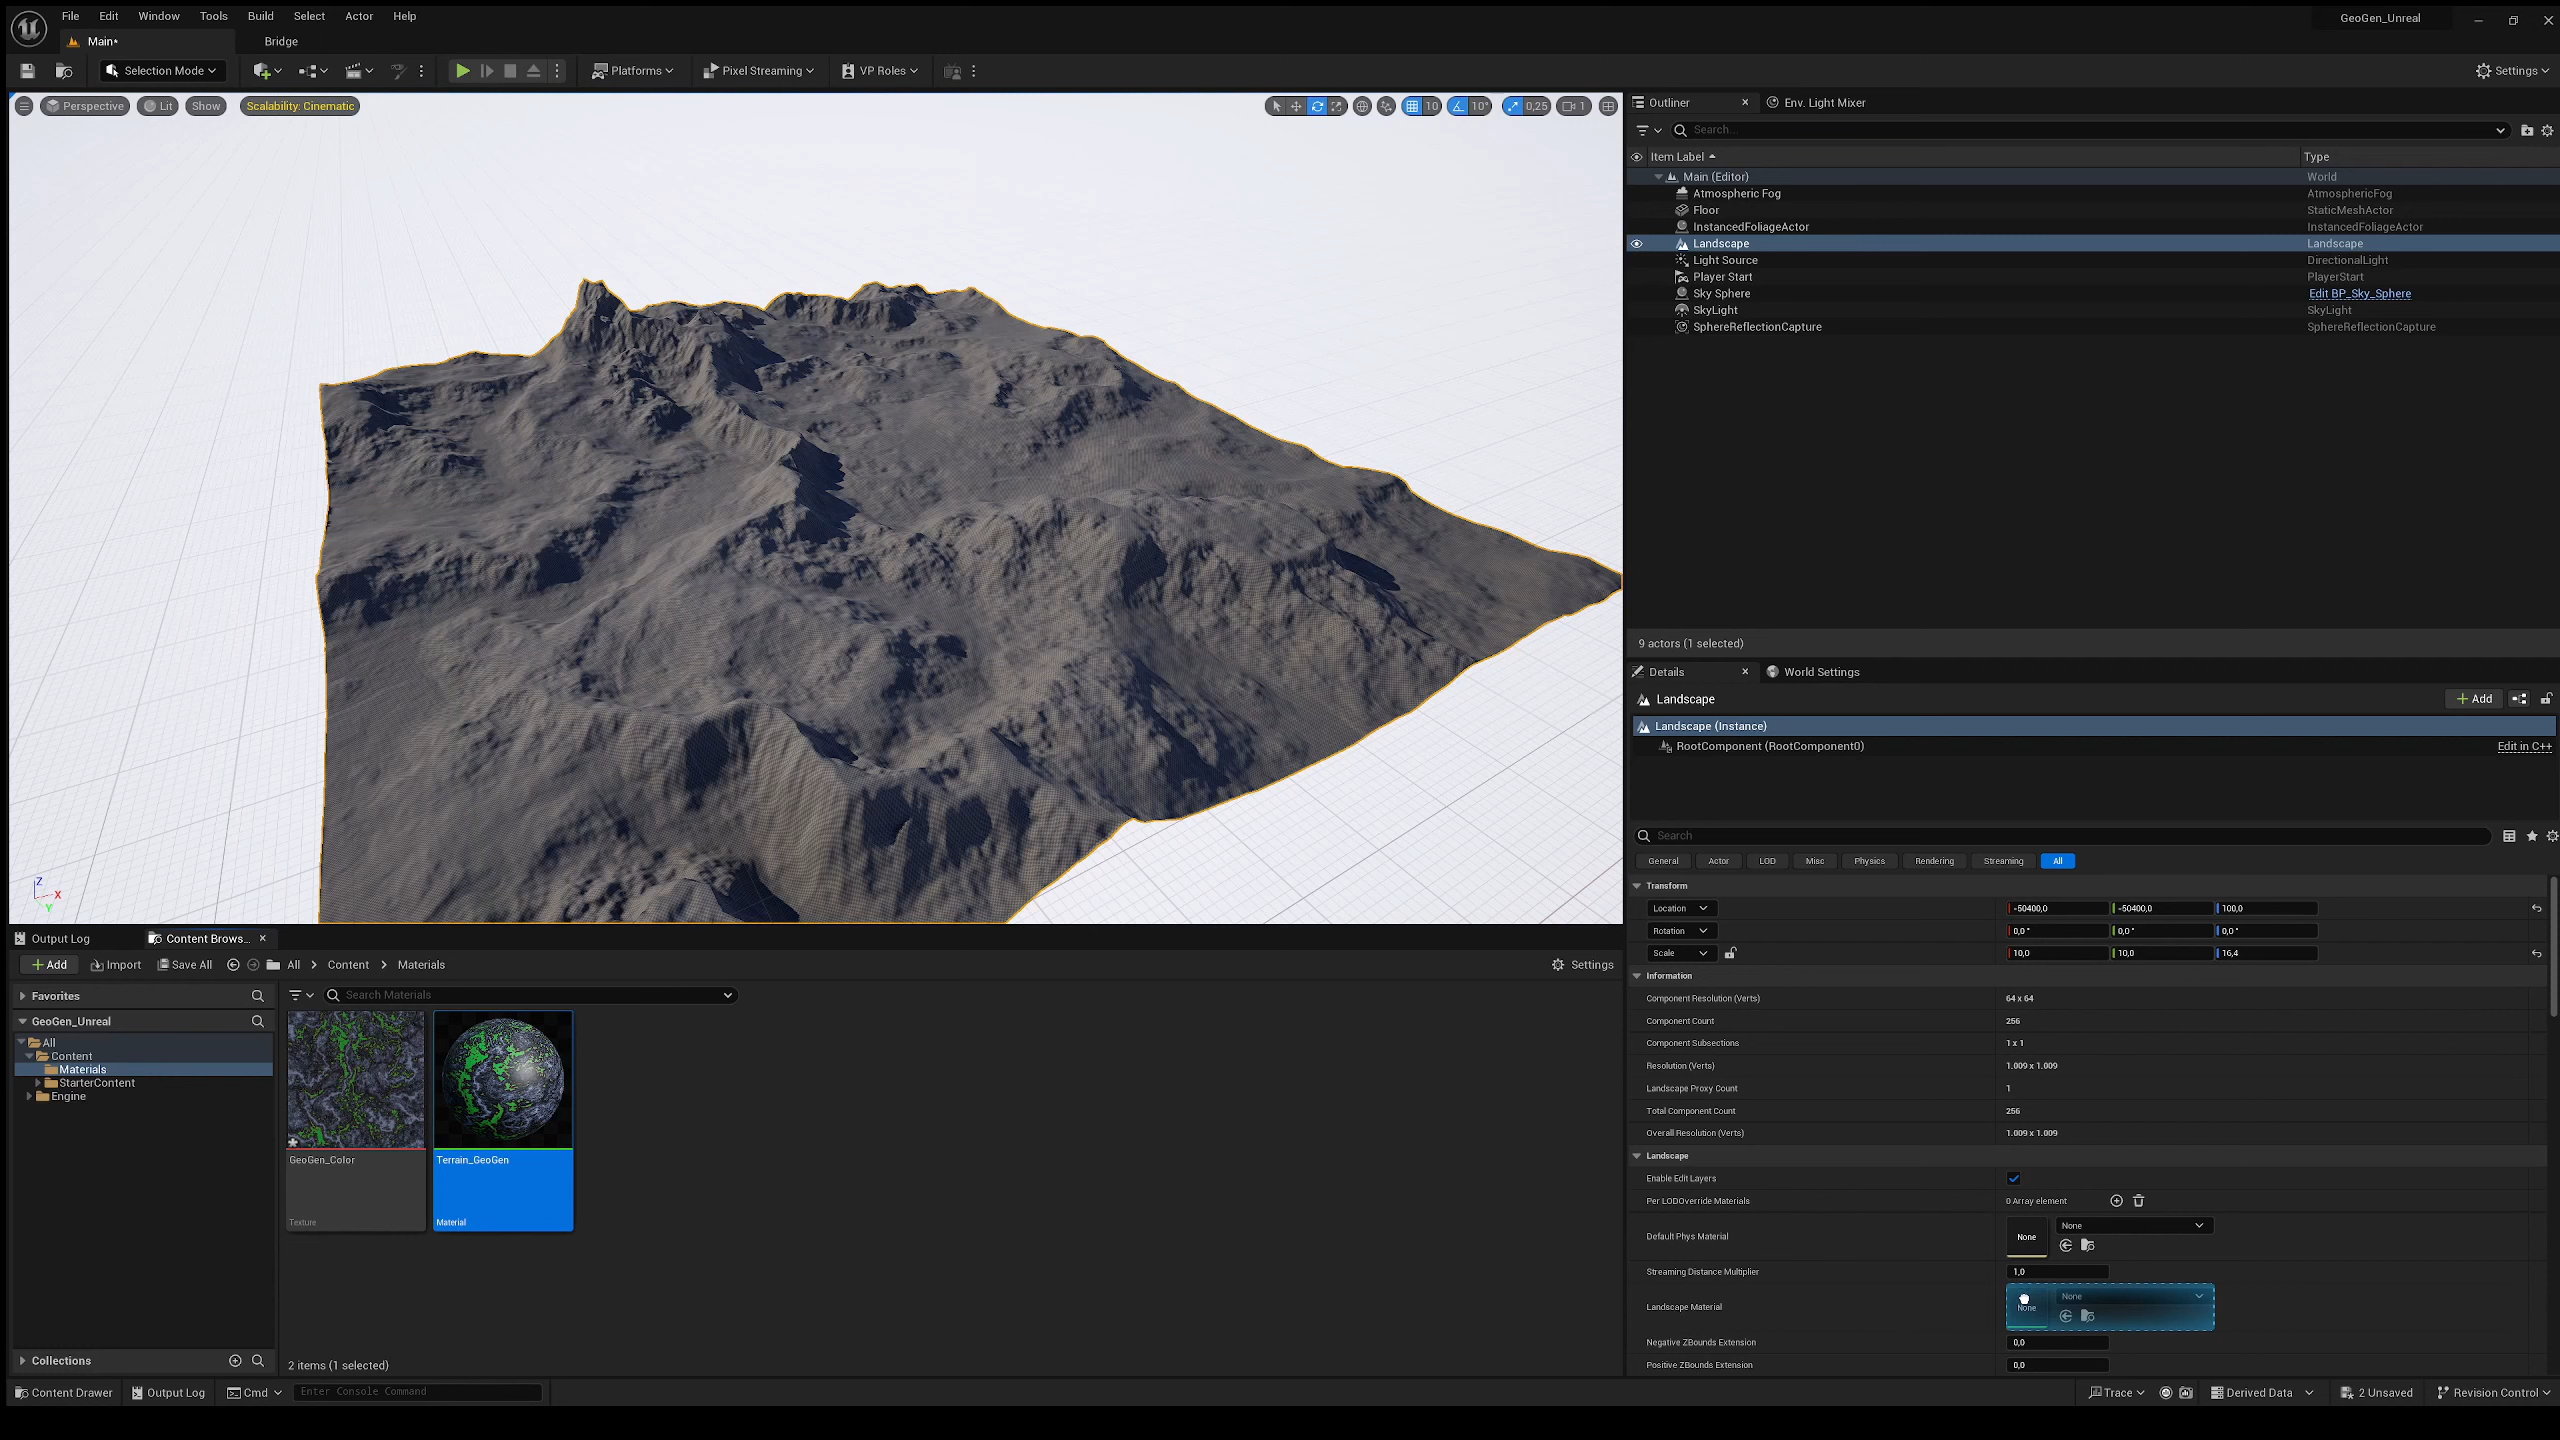 File Edit Window Tools Build Select Actor Help
GeoGen_Unreal
Main*
Bridge
Selection Mode
Platforms
Pixel Streaming
VP Roles
Settings
Perspective
Lit
Show
Scalability: Cinematic
10
10°
0,25
1
Outliner
Env. Light Mixer
Search...
Item Label
Type
Main (Editor) World
Atmospheric Fog AtmosphericFog
Floor StaticMeshActor
InstancedFoliageActor InstancedFoliageActor
Landscape Landscape
Light Source DirectionalLight
Player Start PlayerStart
Sky Sphere Edit BP_Sky_Sphere
SkyLight SkyLight
SphereReflectionCapture SphereReflectionCapture
9 actors (1 selected)
Details
World Settings
Landscape
+ Add
Landscape (Instance)
RootComponent (RootComponent0)
Edit in C++
Search
General Actor LOD Misc Physics Rendering Streaming All
Transform
Location -50400,0 -50400,0 100,0
Rotation 0,0 ° 0,0 ° 0,0 °
Scale 10,0 10,0 16,4
Information
Component Resolution (Verts) 64 x 64
Component Count 256
Component Subsections 1 x 1
Resolution (Verts) 1.009 x 1.009
Landscape Proxy Count 1
Total Component Count 256
Overall Resolution (Verts) 1.009 x 1.009
Landscape
Enable Edit Layers
Per LODOverride Materials 0 Array element
Default Phys Material None None
Streaming Distance Multiplier 1,0
Landscape Material None None
Negative ZBounds Extension 0,0
Positive ZBounds Extension 0,0
Z
X
Y
Output Log
Content Brows...
+ Add
Import
Save All
All > Content > Materials
Settings
Favorites
Search Materials
GeoGen_Unreal
All
Content
Materials
StarterContent
Engine
GeoGen_Color
Texture
Terrain_GeoGen
Material
Collections
2 items (1 selected)
Content Drawer
Output Log
Cmd
Enter Console Command
Trace
Derived Data
2 Unsaved
Revision Control